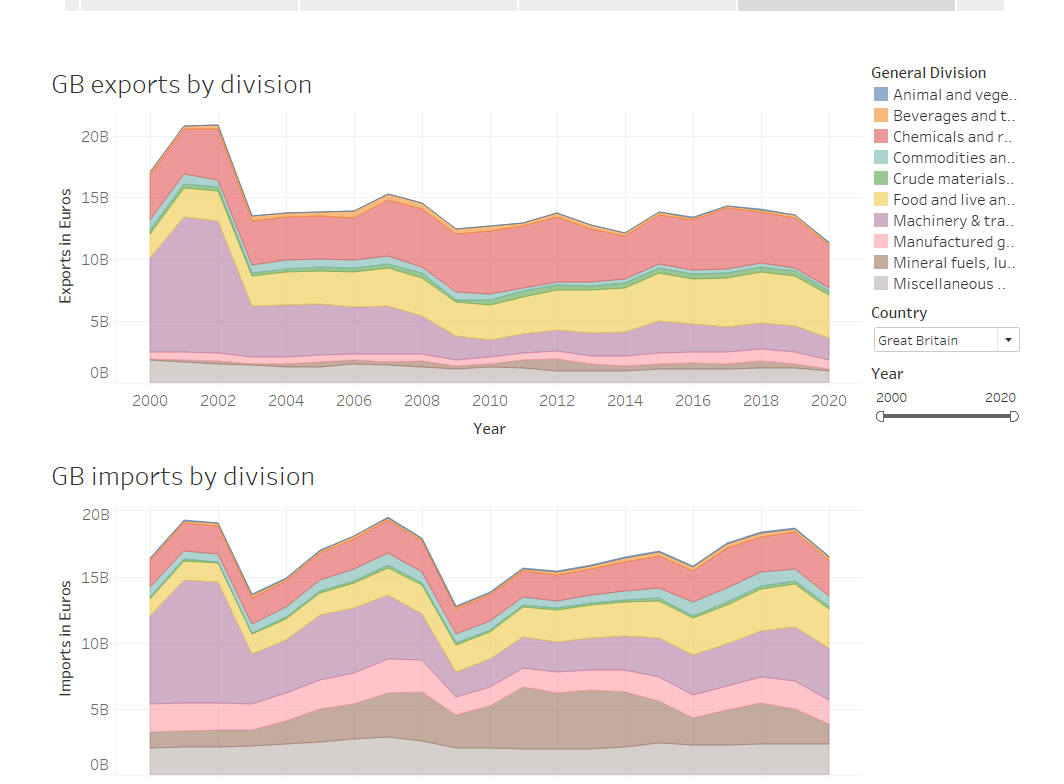 GB exports by division
20B
15B
10B
5B
0B
Exports in Euros
2000 2002 2004 2006 2008 2010 2012 2014 2016 2018 2020
Year
General Division
Animal and vege..
Beverages and t..
Chemicals and r..
Commodities an..
Crude materials..
Food and live an..
Machinery & tra..
Manufactured g..
Mineral fuels, lu..
Miscellaneous ..
Country
Great Britain
Year
2000 2020
GB imports by division
20B
15B
10B
5B
0B
Imports in Euros